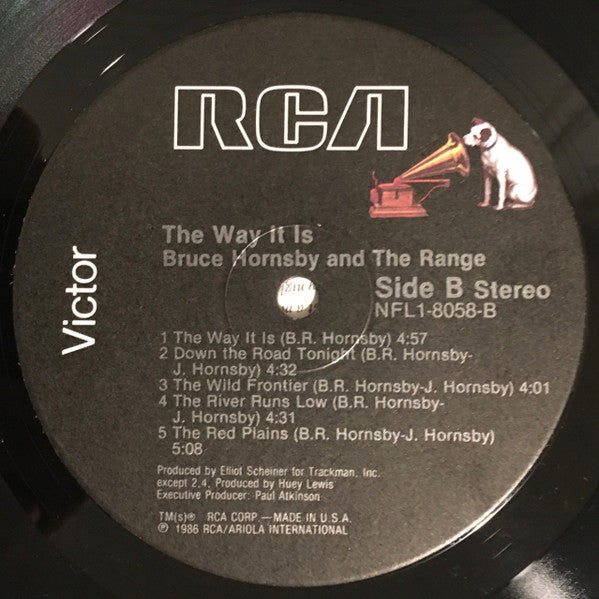 RCA
The Way It Is
Bruce Hornsby and The Range
Side B Stereo
NFL1-8058-B
Victor
1 The Way It Is (B.R. Hornsby) 4:57
2 Down the Road Tonight (B.R. Hornsby-
J. Hornsby) 4:32
3 The Wild Frontier (B.R. Hornsby-J. Hornsby) 4:01
4 The River Runs Low (B.R. Hornsby-
J. Hornsby) 4:31
5 The Red Plains (B.R. Hornsby-J. Hornsby)
5:08
Produced by Elliot Scheiner for Trackman, Inc.
except 2,4, Produced by Huey Lewis
Executive Producer: Paul Atkinson
TM(s)® RCA CORP.—MADE IN U.S.A.
℗ 1986 RCA/ARIOLA INTERNATIONAL